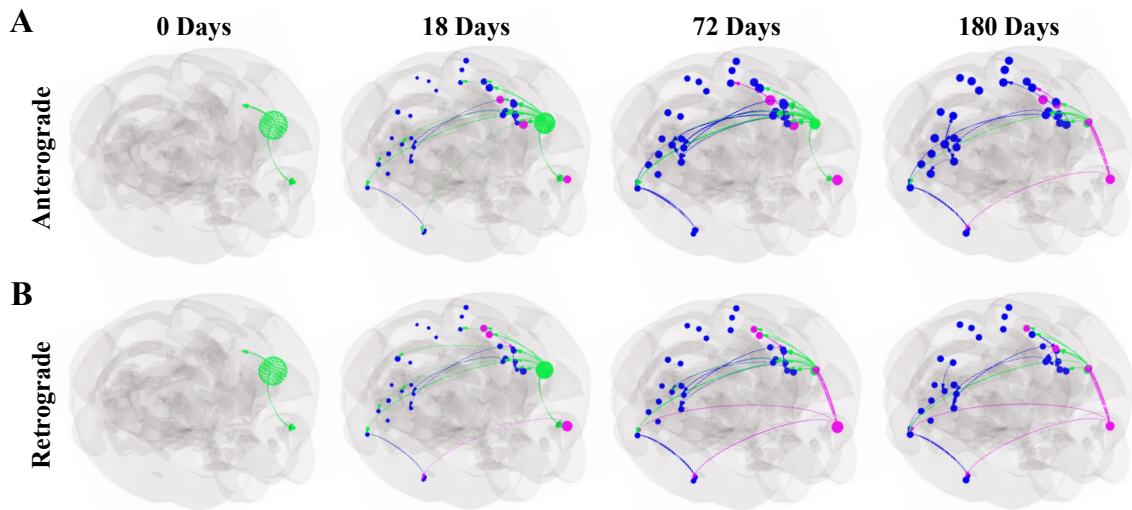 A
0 Days
18 Days
72 Days
180 Days
Anterograde
B
Retrograde